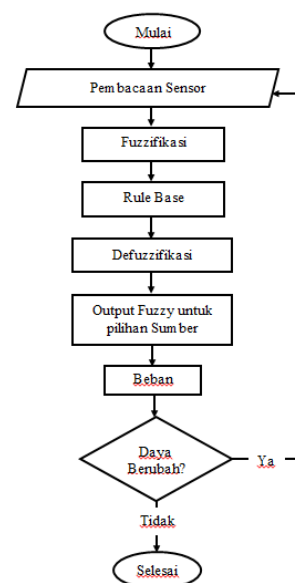 Mulai
Pembacaan Sensor
Fuzzifikasi
Rule Base
Defuzzifikasi
Output Fuzzy untuk
pilihan Sumber
Beban
Daya
Berubah?
Ya
Tidak
Selesai